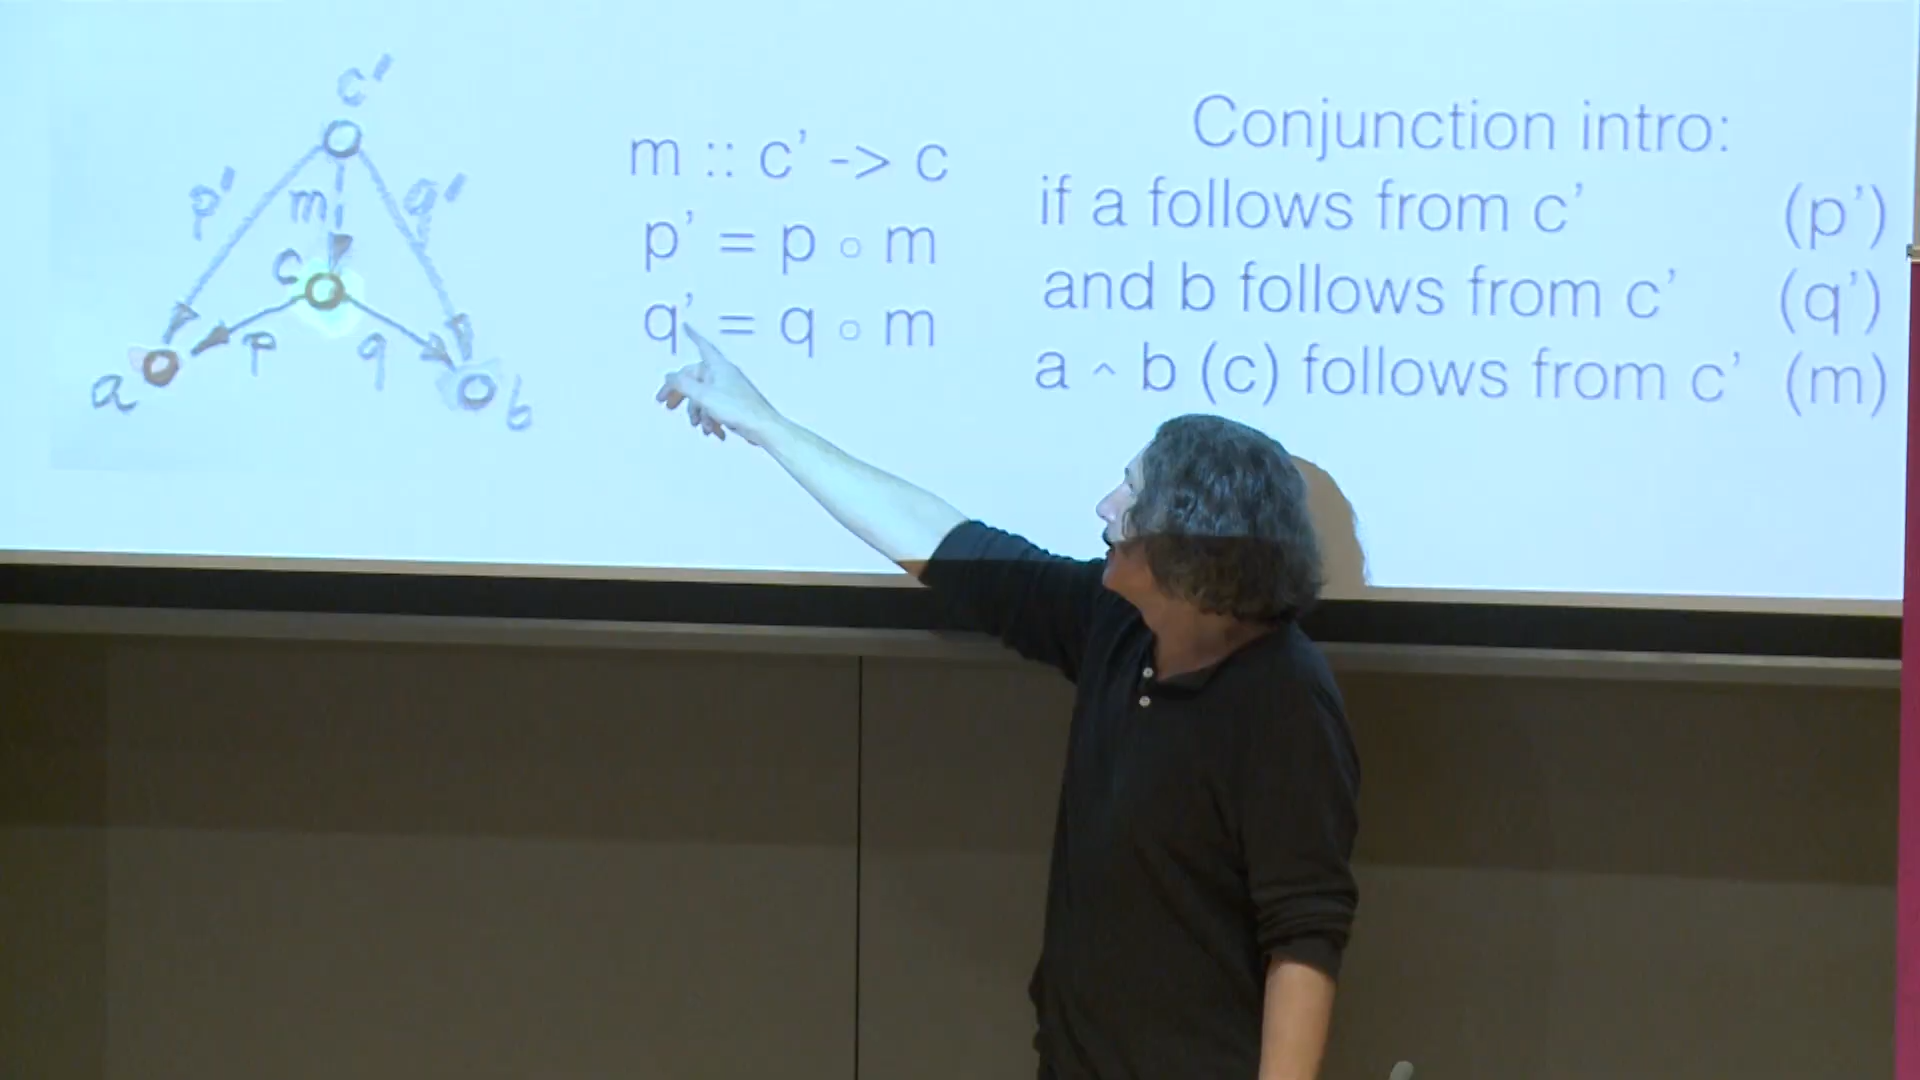 c'
p'
m
q'
c
p
q
a
b
m :: c' -> c
p' = p ∘ m
q' = q ∘ m
Conjunction intro:
if a follows from c' (p')
and b follows from c' (q')
a ^ b (c) follows from c' (m)